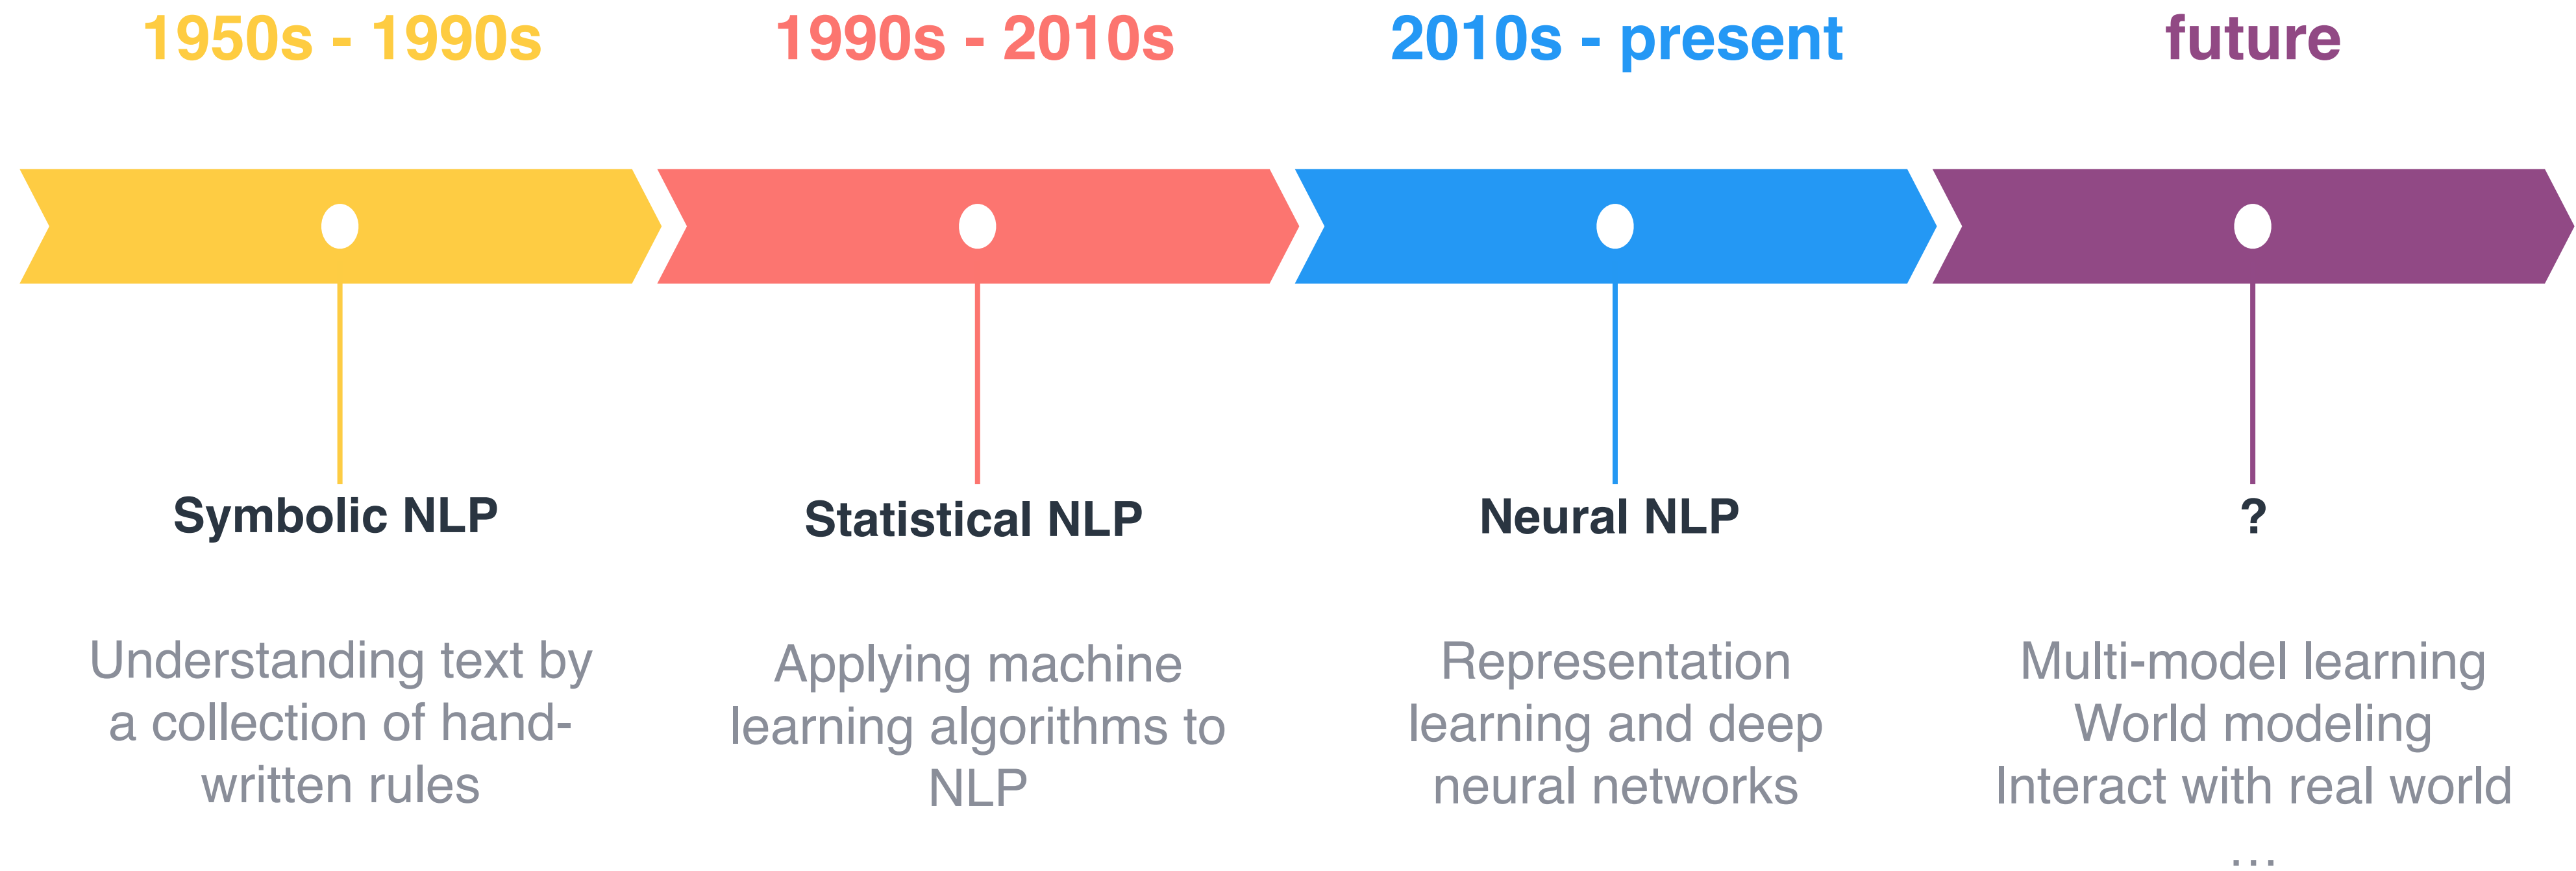 1950s - 1990s
1990s - 2010s
2010s - present
future
Symbolic NLP
Understanding text by
a collection of hand-
written rules
Statistical NLP
Applying machine
learning algorithms to
NLP
Neural NLP
Representation
learning and deep
neural networks
?
Multi-model learning
World modeling
Interact with real world
…